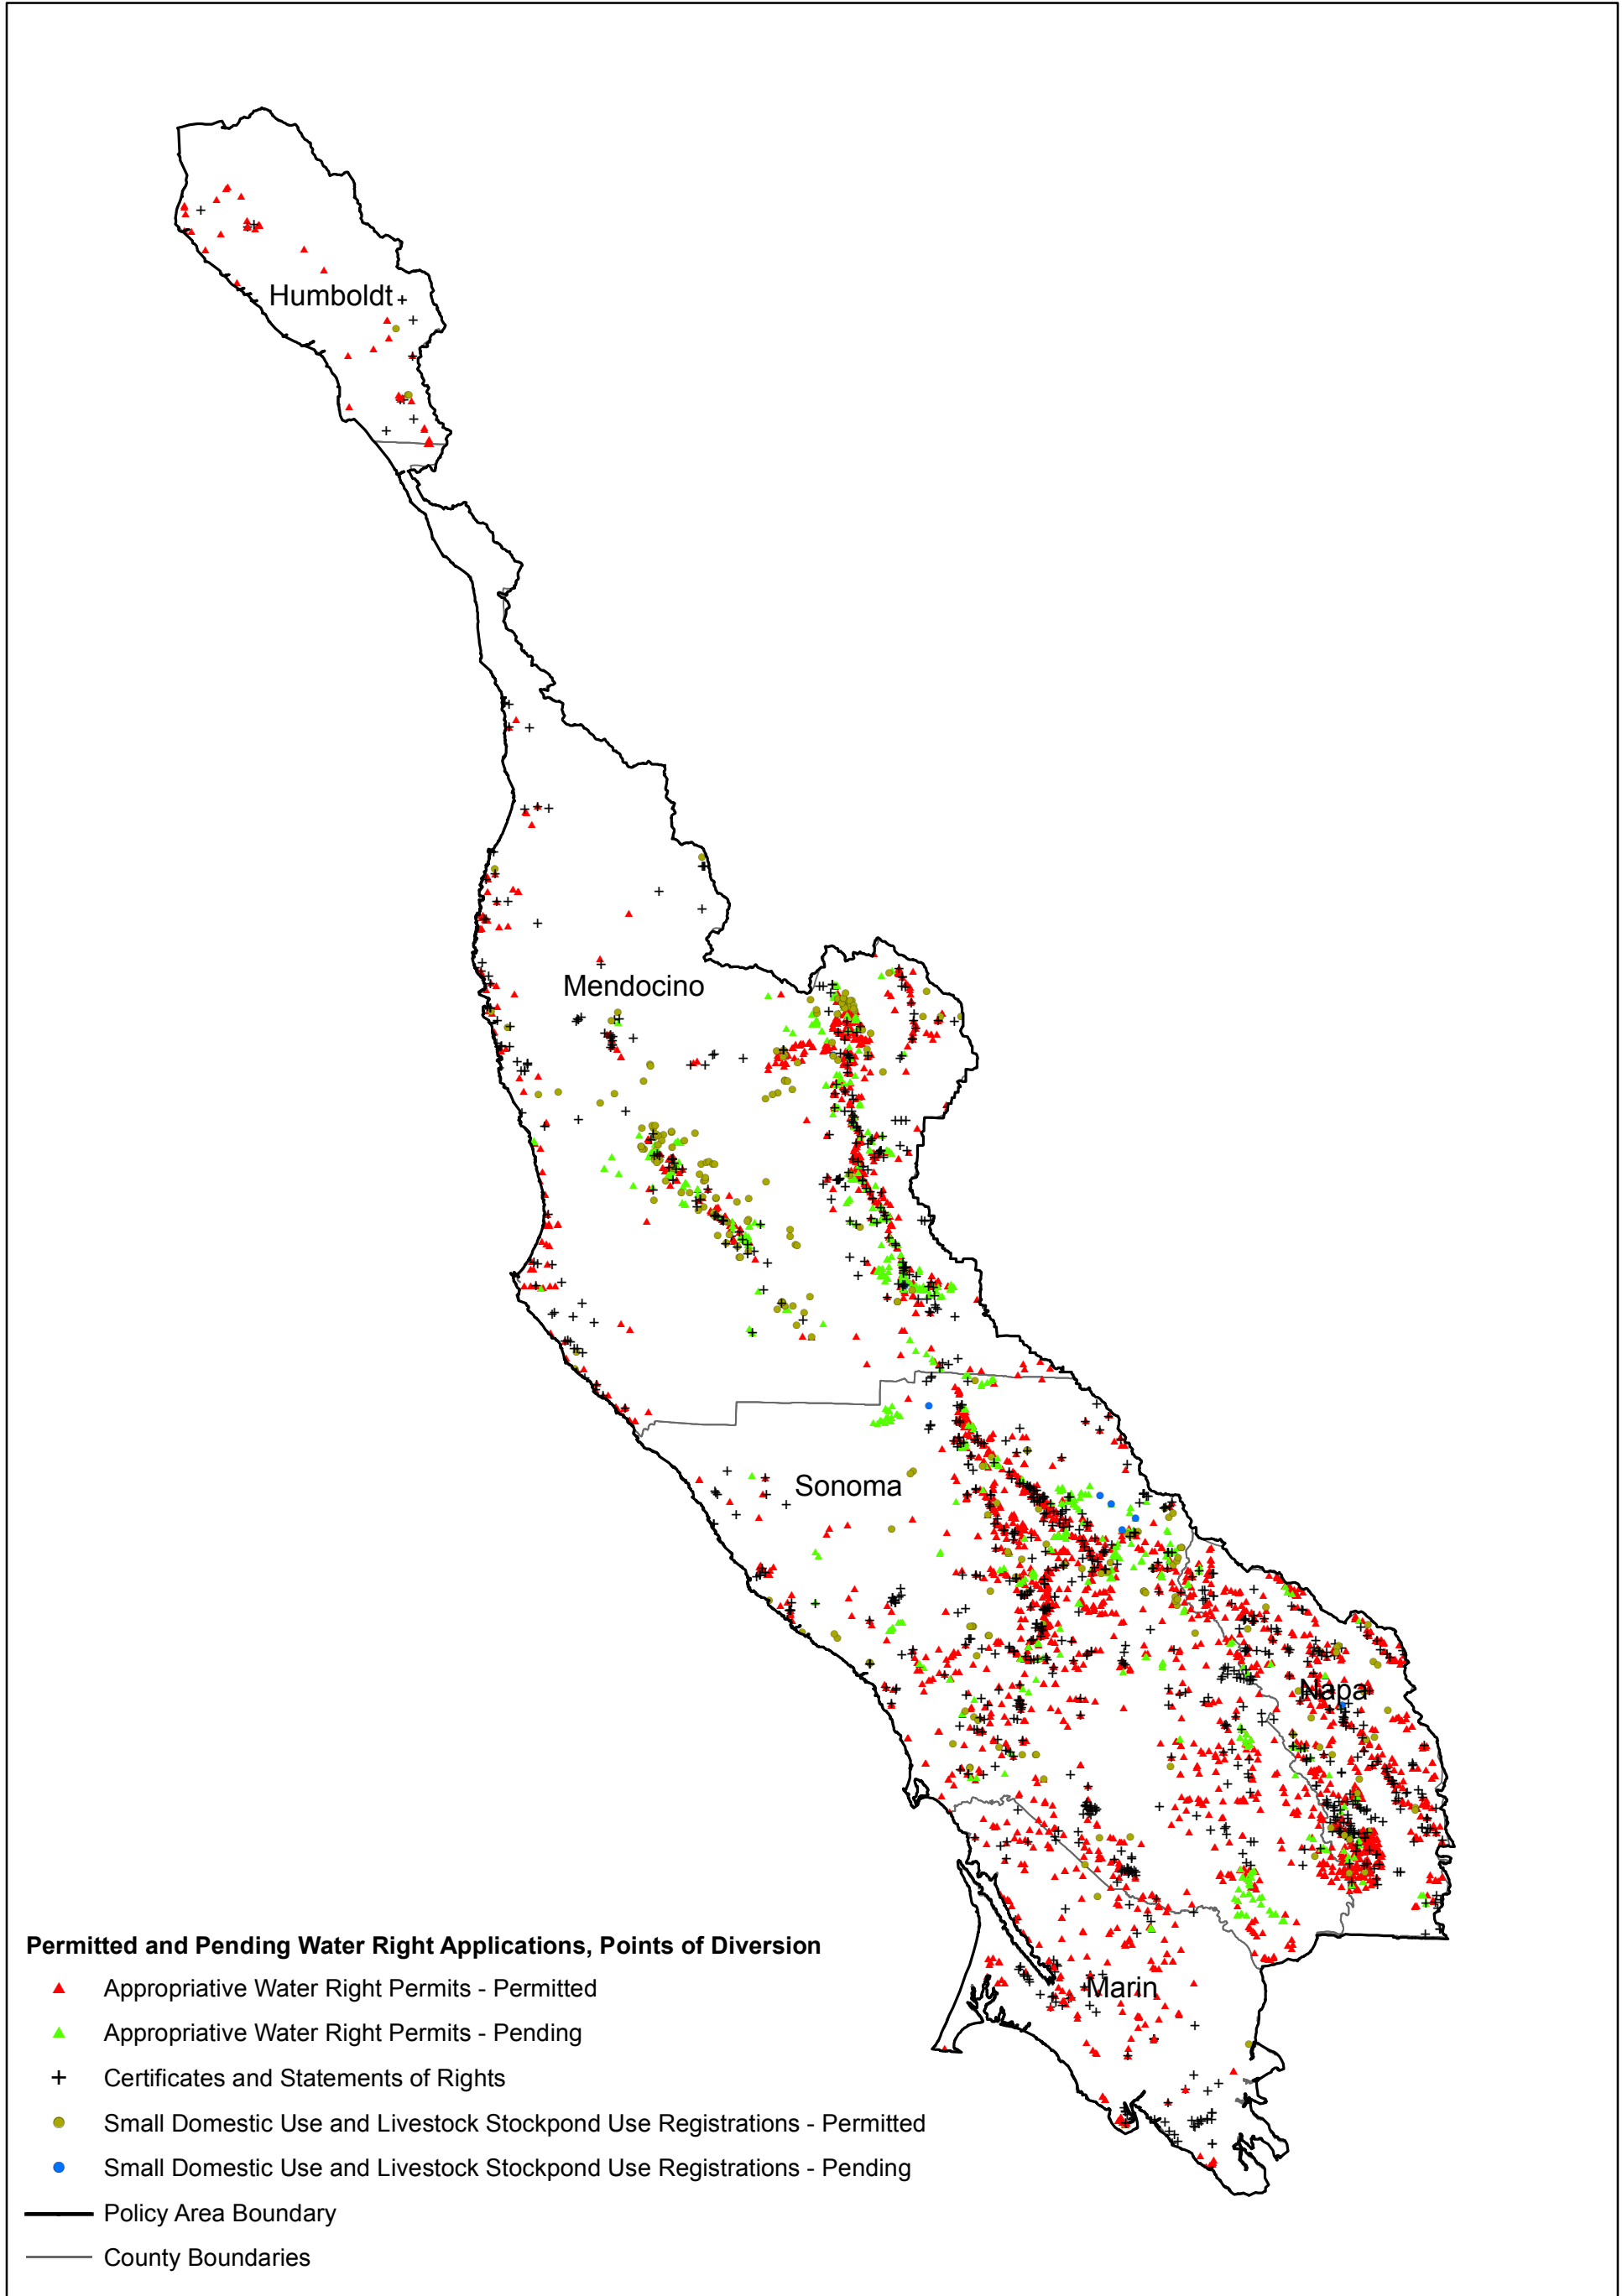 Humboldt
Mendocino
Sonoma
Napa
Marin
Permitted and Pending Water Right Applications, Points of Diversion
Appropriative Water Right Permits - Permitted
Appropriative Water Right Permits - Pending
Certificates and Statements of Rights
Small Domestic Use and Livestock Stockpond Use Registrations - Permitted
Small Domestic Use and Livestock Stockpond Use Registrations - Pending
Policy Area Boundary
County Boundaries